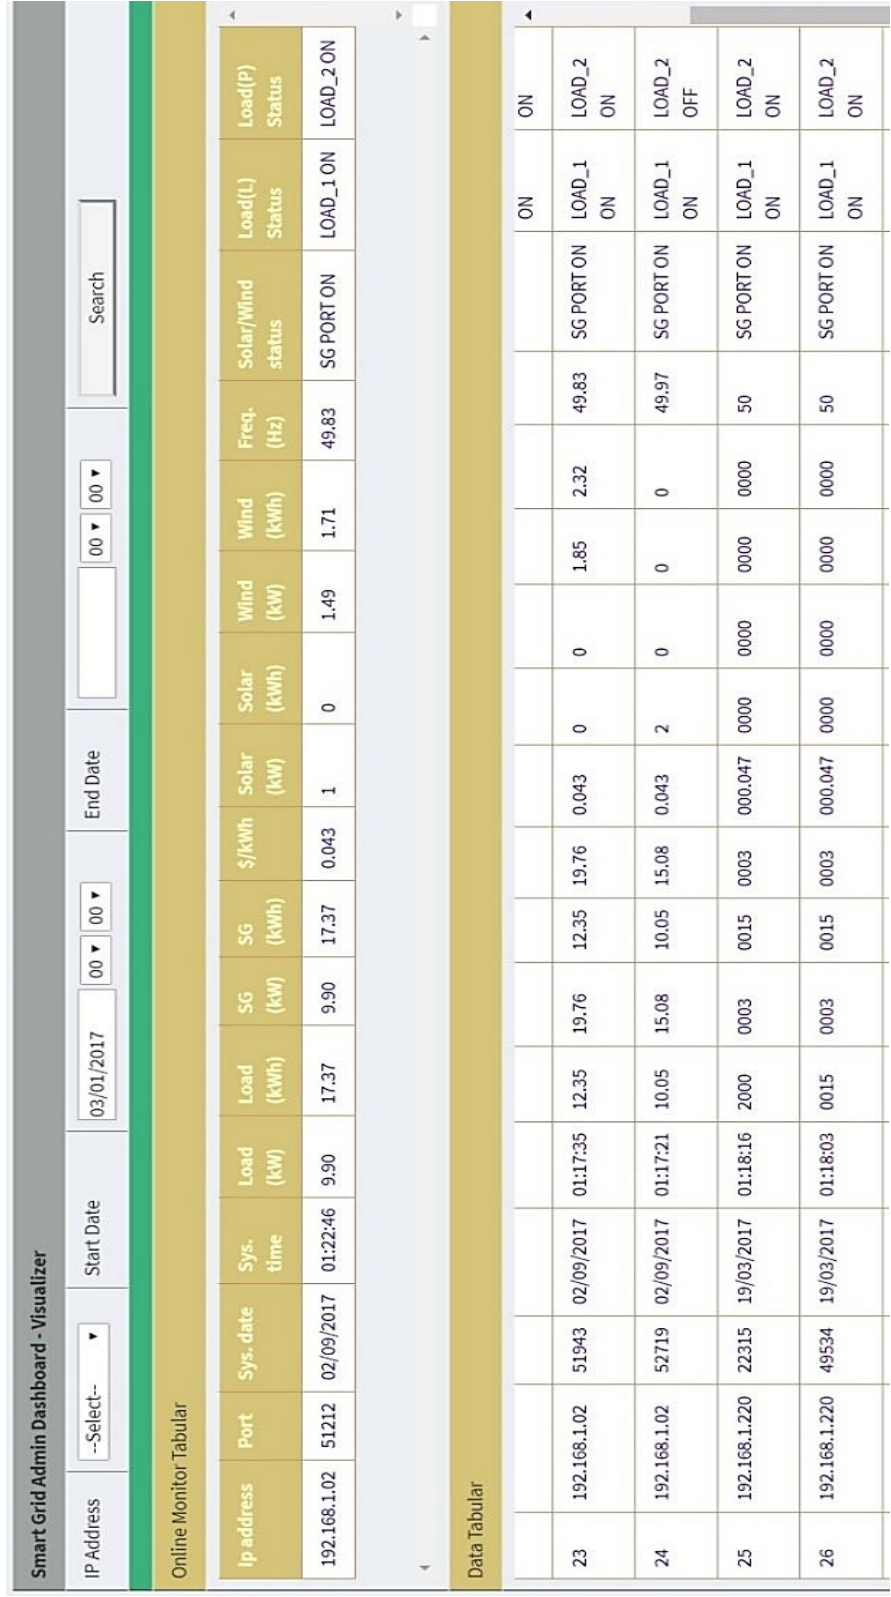 Smart Grid Admin Dashboard - Visualizer
IP Address --Select-- ▼ Start Date 03/01/2017 00 ▼ 00 ▼ End Date 00 ▼ 00 ▼ Search
Online Monitor Tabular
Ip address Port Sys. date Sys. time Load (kW) Load (kWh) SG (kW) SG (kWh) $/kWh Solar (kW) Solar (kWh) Wind (kW) Wind (kWh) Freq. (Hz) Solar/Wind status Load(L) Status Load(P) Status
192.168.1.02 51212 02/09/2017 01:22:46 9.90 17.37 9.90 17.37 0.043 1 0 1.49 1.71 49.83 SG PORT ON LOAD_1 ON LOAD_2 ON
Data Tabular
ON ON
23 192.168.1.02 51943 02/09/2017 01:17:35 12.35 19.76 12.35 19.76 0.043 0 0 1.85 2.32 49.83 SG PORT ON LOAD_1 ON LOAD_2 ON
24 192.168.1.02 52719 02/09/2017 01:17:21 10.05 15.08 10.05 15.08 0.043 2 0 0 0 49.97 SG PORT ON LOAD_1 ON LOAD_2 OFF
25 192.168.1.220 22315 19/03/2017 01:18:16 2000 0003 0015 0003 000.047 0000 0000 0000 0000 50 SG PORT ON LOAD_1 ON LOAD_2 ON
26 192.168.1.220 49534 19/03/2017 01:18:03 0015 0003 0015 0003 000.047 0000 0000 0000 0000 50 SG PORT ON LOAD_1 ON LOAD_2 ON